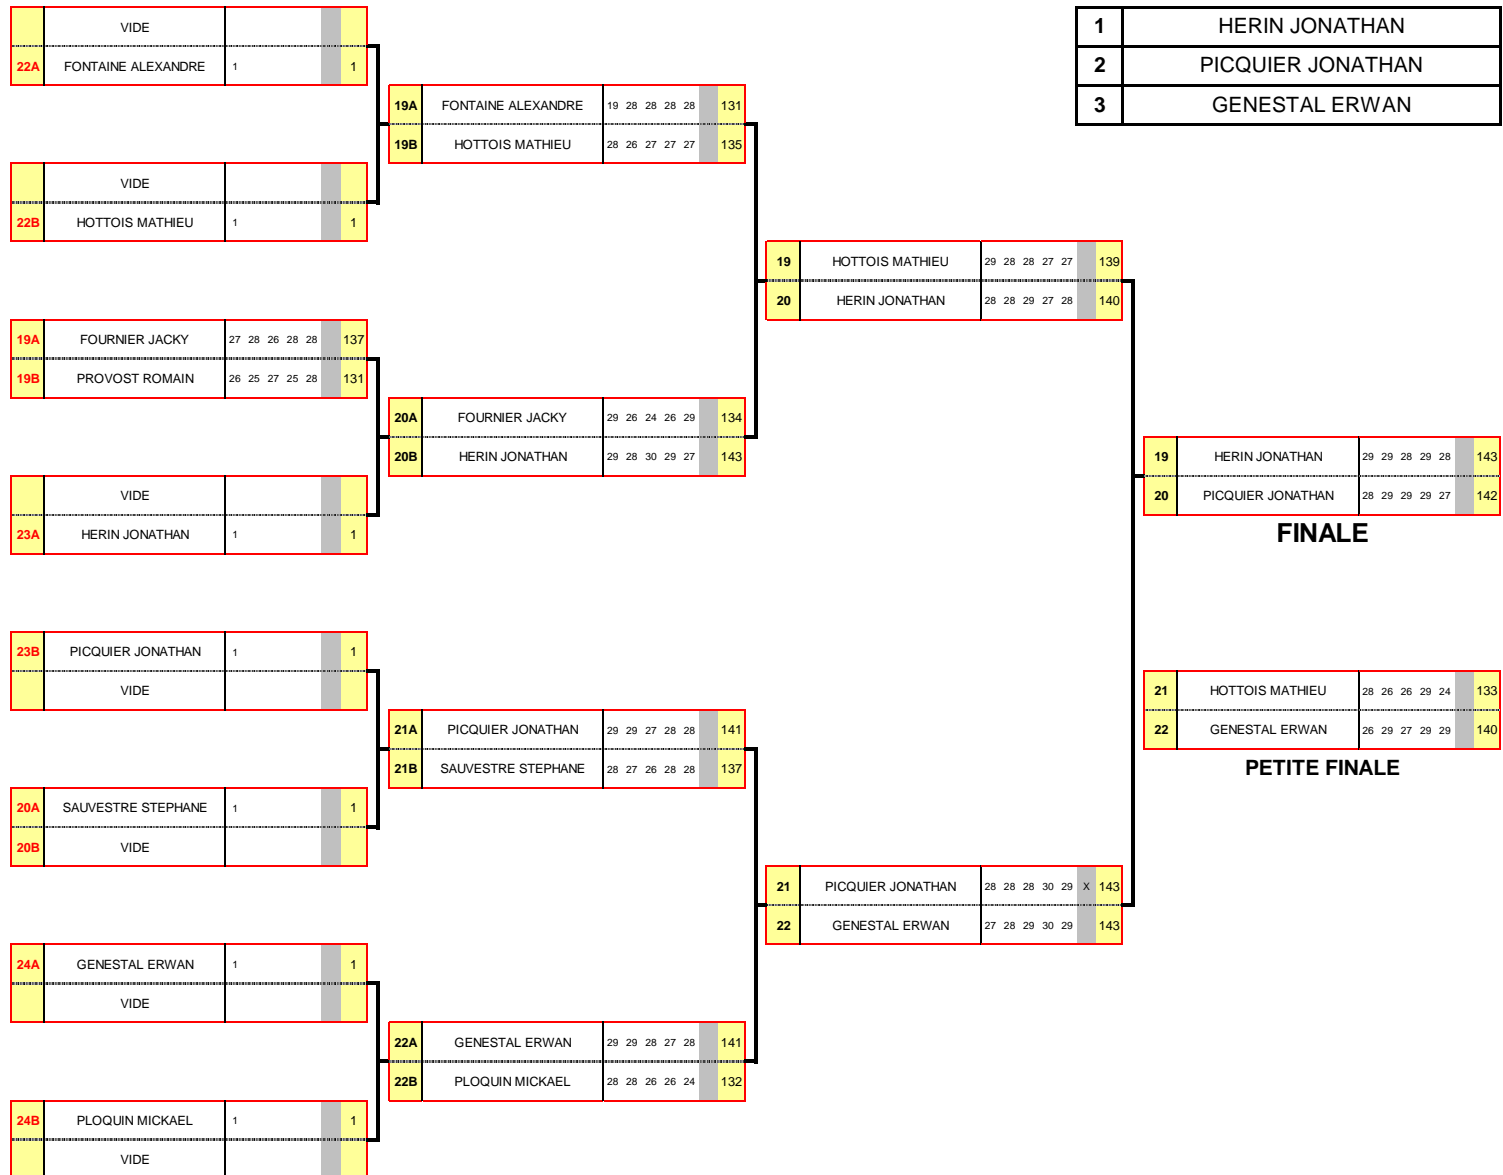 VIDE
22A FONTAINE ALEXANDRE 1 1
VIDE
22B HOTTOIS MATHIEU 1 1
19A FOURNIER JACKY 27 28 26 28 28 137
19B PROVOST ROMAIN 26 25 27 25 28 131
VIDE
23A HERIN JONATHAN 1 1
23B PICQUIER JONATHAN 1 1
VIDE
20A SAUVESTRE STEPHANE 1 1
20B VIDE
24A GENESTAL ERWAN 1 1
VIDE
24B PLOQUIN MICKAEL 1 1
VIDE
19A FONTAINE ALEXANDRE 19 28 28 28 28 131
19B HOTTOIS MATHIEU 28 26 27 27 27 135
20A FOURNIER JACKY 29 26 24 26 29 134
20B HERIN JONATHAN 29 28 30 29 27 143
21A PICQUIER JONATHAN 29 29 27 28 28 141
21B SAUVESTRE STEPHANE 28 27 26 28 28 137
22A GENESTAL ERWAN 29 29 28 27 28 141
22B PLOQUIN MICKAEL 28 28 26 26 24 132
19 HOTTOIS MATHIEU 29 28 28 27 27 139
20 HERIN JONATHAN 28 28 29 27 28 140
21 PICQUIER JONATHAN 28 28 28 30 29 X 143
22 GENESTAL ERWAN 27 28 29 30 29 143
1 HERIN JONATHAN
2 PICQUIER JONATHAN
3 GENESTAL ERWAN
19 HERIN JONATHAN 29 29 28 29 28 143
20 PICQUIER JONATHAN 28 29 29 29 27 142
FINALE
21 HOTTOIS MATHIEU 28 26 26 29 24 133
22 GENESTAL ERWAN 26 29 27 29 29 140
PETITE FINALE